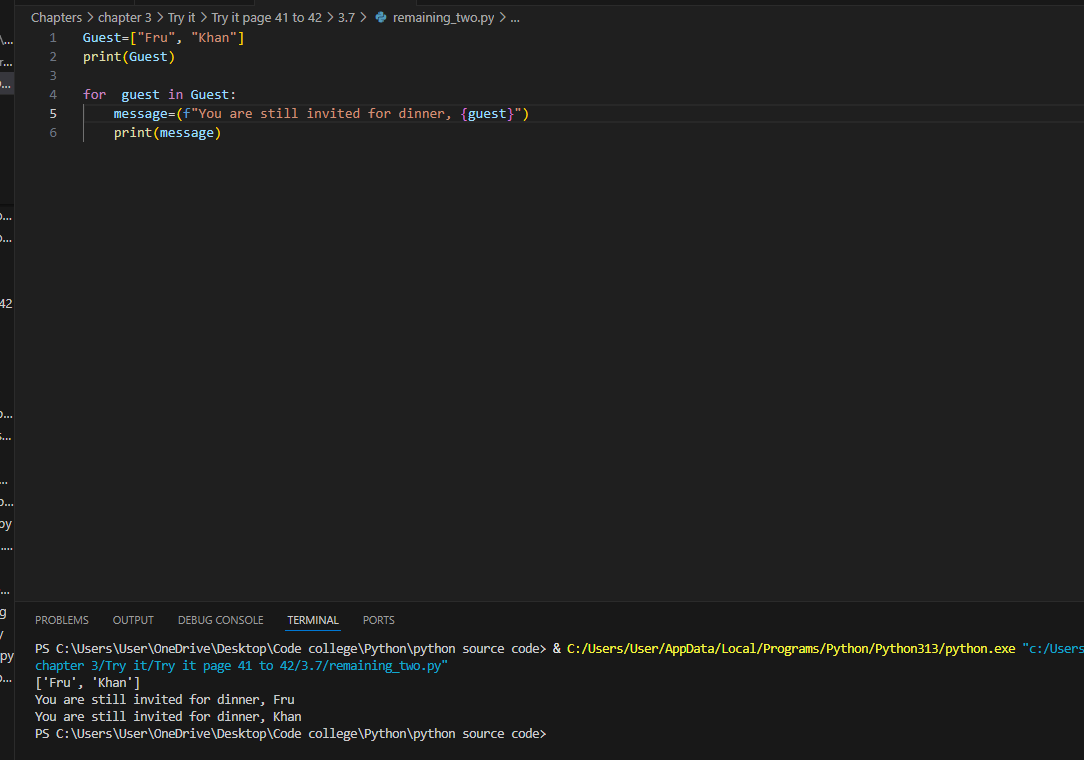 Chapters > chapter 3 > Try it > Try it page 41 to 42 > 3.7 > remaining_two.py > ...
1 Guest=["Fru", "Khan"]
2 print(Guest)
3
4 for  guest in Guest:
5     message=(f"You are still invited for dinner, {guest}")
6     print(message)
42
py
g
y
py
PROBLEMS OUTPUT DEBUG CONSOLE TERMINAL PORTS
PS C:\Users\User\OneDrive\Desktop\Code college\Python\python source code> & C:/Users/User/AppData/Local/Programs/Python/Python313/python.exe "c:/Users
chapter 3/Try it/Try it page 41 to 42/3.7/remaining_two.py"
['Fru', 'Khan']
You are still invited for dinner, Fru
You are still invited for dinner, Khan
PS C:\Users\User\OneDrive\Desktop\Code college\Python\python source code>